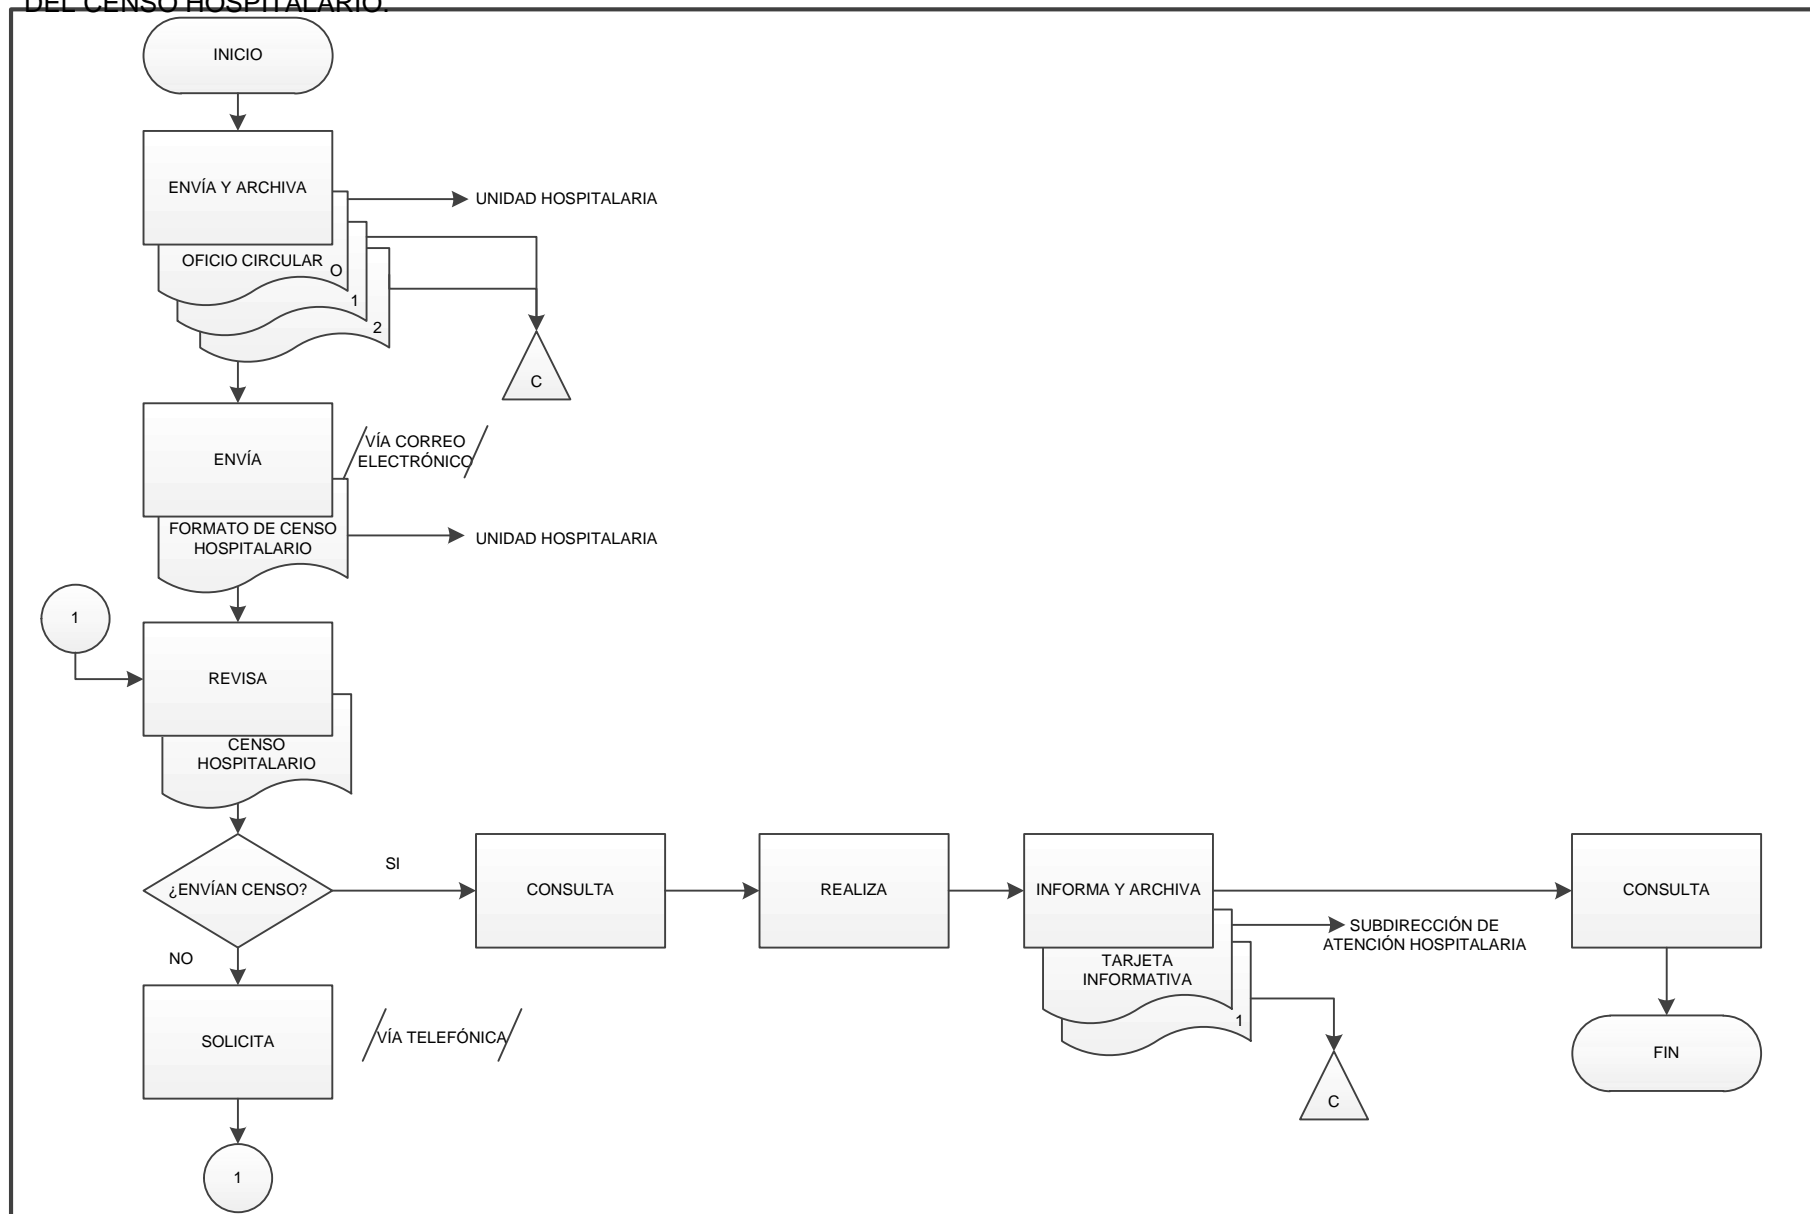 DEL CENSO HOSPITALARIO.
INICIO
ENVÍA Y ARCHIVA
UNIDAD HOSPITALARIA
OFICIO CIRCULAR
O
1
2
C
ENVÍA
VÍA CORREO
ELECTRÓNICO
FORMATO DE CENSO
HOSPITALARIO
UNIDAD HOSPITALARIA
1
REVISA
CENSO
HOSPITALARIO
¿ENVÍAN CENSO?
SI
CONSULTA
REALIZA
INFORMA Y ARCHIVA
CONSULTA
SUBDIRECCIÓN DE
ATENCIÓN HOSPITALARIA
TARJETA
INFORMATIVA
1
C
FIN
NO
SOLICITA
VÍA TELEFÓNICA
1